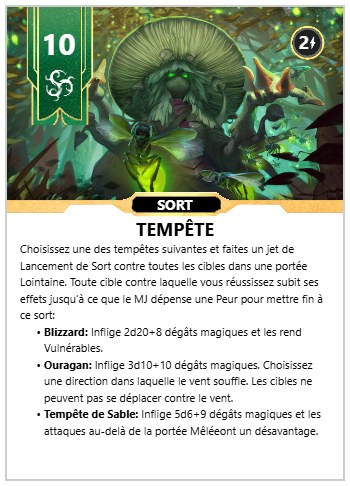 10
2
SORT
TEMPÊTE
Choisissez une des tempêtes suivantes et faites un jet de
Lancement de Sort contre toutes les cibles dans une portée
Lointaine. Toute cible contre laquelle vous réussissez subit ses
effets jusqu'à ce que le MJ dépense une Peur pour mettre fin à
ce sort:
• Blizzard: Inflige 2d20+8 dégâts magiques et les rend
Vulnérables.
• Ouragan: Inflige 3d10+10 dégâts magiques. Choisissez
une direction dans laquelle le vent souffle. Les cibles ne
peuvent pas se déplacer contre le vent.
• Tempête de Sable: Inflige 5d6+9 dégâts magiques et les
attaques au-delà de la portée Mêléeont un désavantage.